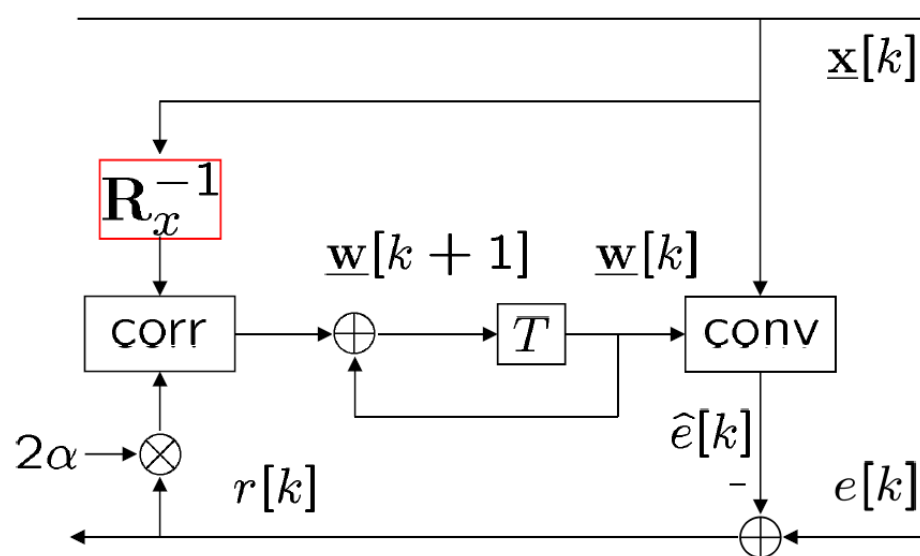 x[k]
R_x^{-1}
w[k + 1] w[k]
corr T conv
ê[k]
2α r[k] - e[k]